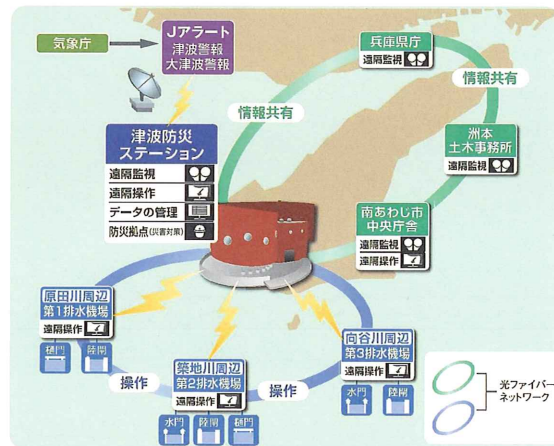 気象庁
Jアラート
津波警報
大津波警報
兵庫県庁
遠隔監視
情報共有
情報共有
洲本
土木事務所
遠隔監視
津波防災
ステーション
遠隔監視
遠隔操作
データの管理
防災拠点(災害対策)
南あわじ市
中央庁舎
遠隔監視
遠隔操作
原田川周辺
第1排水機場
遠隔操作
樋門
陸閘
操作
築地川周辺
第2排水機場
遠隔操作
水門
陸閘
樋門
操作
向谷川周辺
第3排水機場
遠隔操作
水門
陸閘
光ファイバー
ネットワーク